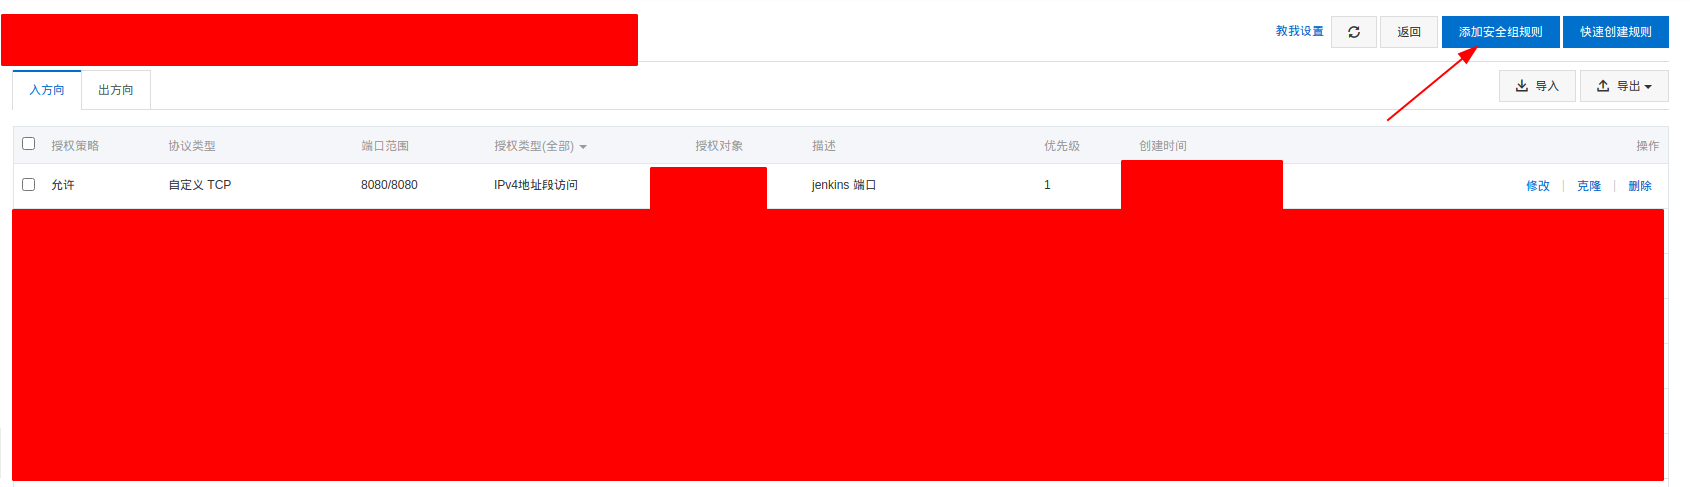 教我设置 返回 添加安全组规则 快速创建规则
入方向 出方向 导入 导出
授权策略 协议类型 端口范围 授权类型(全部) 授权对象 描述 优先级 创建时间 操作
允许 自定义 TCP 8080/8080 IPv4地址段访问 jenkins 端口 1 修改 | 克隆 | 删除